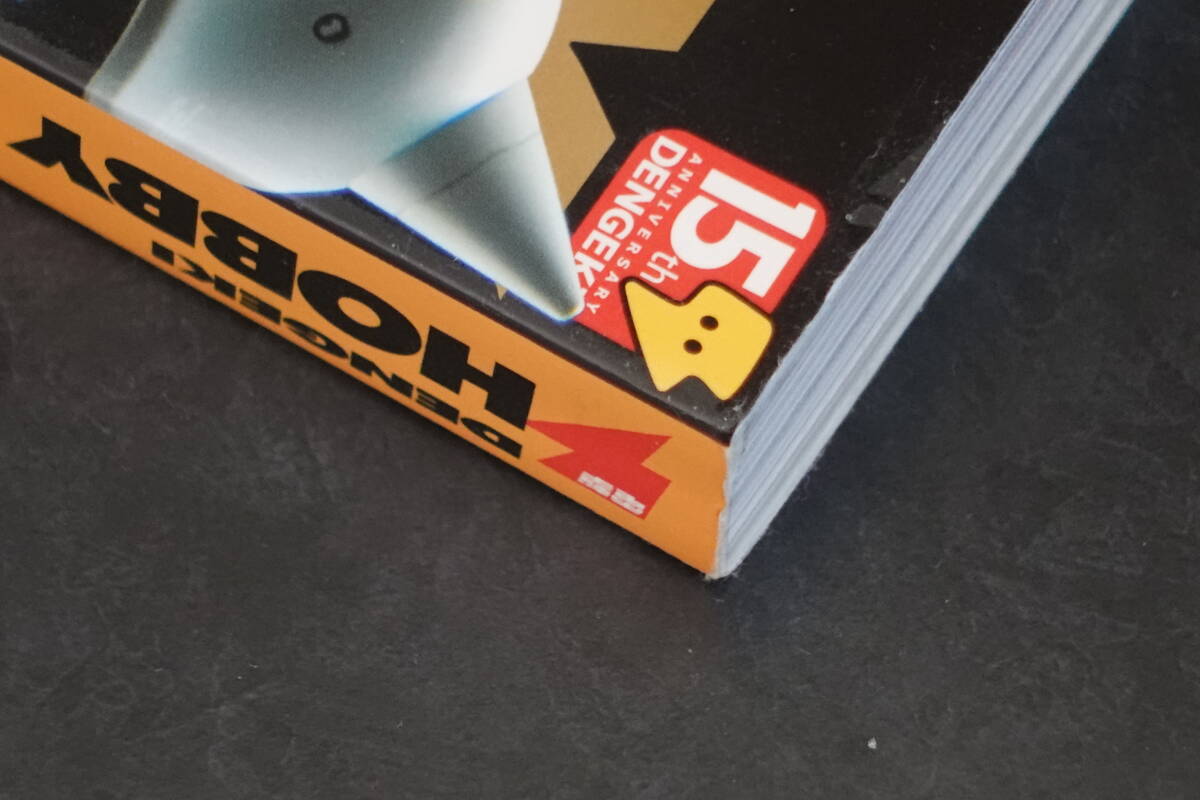 15th
ANNIVERSARY
DENGEKI
電撃
DENGEKI
HOBBY